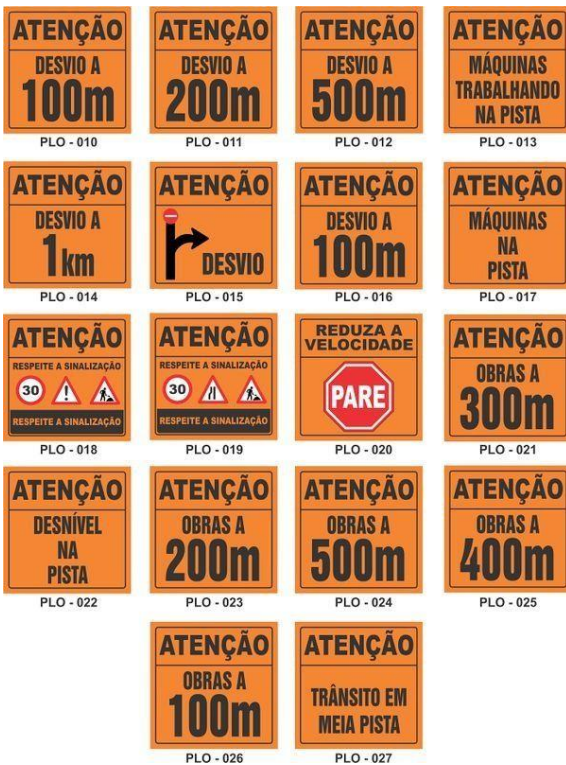 ATENÇÃO
DESVIO A
100m
PLO - 010
ATENÇÃO
DESVIO A
200m
PLO - 011
ATENÇÃO
DESVIO A
500m
PLO - 012
ATENÇÃO
MÁQUINAS
TRABALHANDO
NA PISTA
PLO - 013
ATENÇÃO
DESVIO A
1km
PLO - 014
ATENÇÃO
DESVIO
PLO - 015
ATENÇÃO
DESVIO A
100m
PLO - 016
ATENÇÃO
MÁQUINAS
NA
PISTA
PLO - 017
ATENÇÃO
RESPEITE A SINALIZAÇÃO
30 !
RESPEITE A SINALIZAÇÃO
PLO - 018
ATENÇÃO
RESPEITE A SINALIZAÇÃO
30
RESPEITE A SINALIZAÇÃO
PLO - 019
REDUZA A
VELOCIDADE
PARE
PLO - 020
ATENÇÃO
OBRAS A
300m
PLO - 021
ATENÇÃO
DESNÍVEL
NA
PISTA
PLO - 022
ATENÇÃO
OBRAS A
200m
PLO - 023
ATENÇÃO
OBRAS A
500m
PLO - 024
ATENÇÃO
OBRAS A
400m
PLO - 025
ATENÇÃO
OBRAS A
100m
PLO - 026
ATENÇÃO
TRÂNSITO EM
MEIA PISTA
PLO - 027